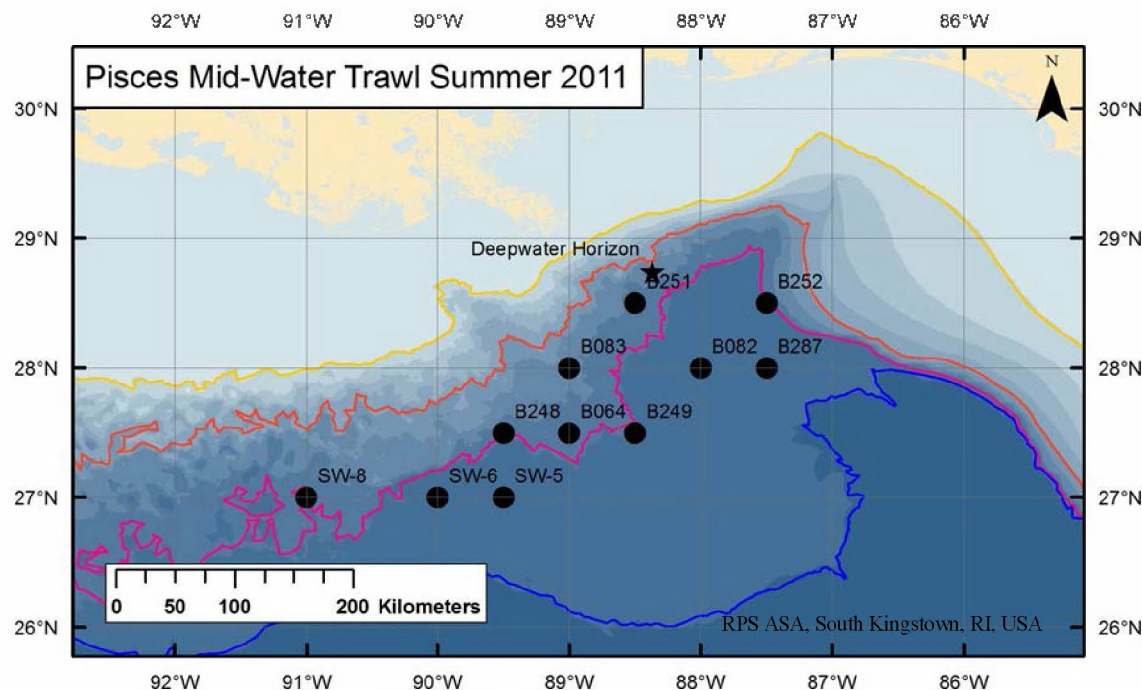 92°W 91°W 90°W 89°W 88°W 87°W 86°W
Pisces Mid-Water Trawl Summer 2011
N
30°N 30°N
29°N 29°N
Deepwater Horizon
B251 B252
B083 B082 B287
28°N 28°N
B248 B064 B249
SW-8 SW-6 SW-5
27°N 27°N
0 50 100 200 Kilometers
26°N 26°N
RPS ASA, South Kingstown, RI, USA
92°W 91°W 90°W 89°W 88°W 87°W 86°W